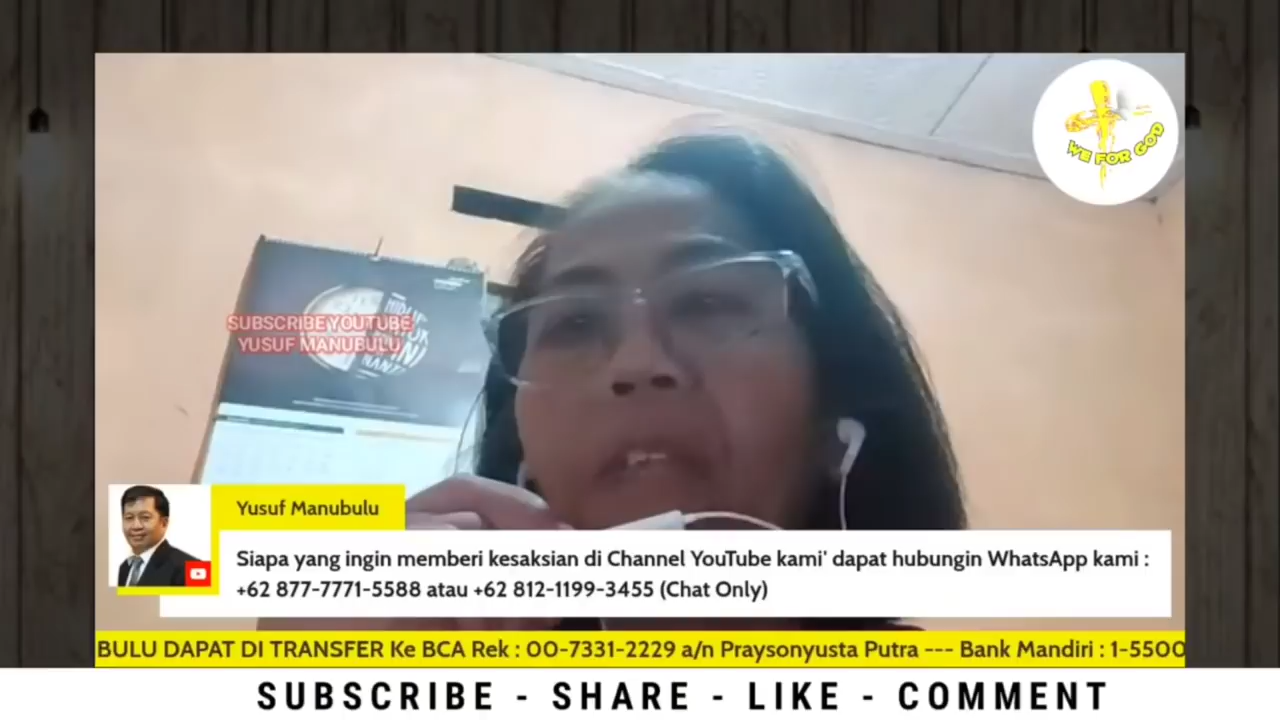 WE FOR GOD
SUBSCRIBE YOUTUBE
YUSUF MANUBULU
Yusuf Manubulu
Siapa yang ingin memberi kesaksian di Channel YouTube kami' dapat hubungin WhatsApp kami :
+62 877-7771-5588 atau +62 812-1199-3455 (Chat Only)
BULU DAPAT DI TRANSFER Ke BCA Rek : 00-7331-2229 a/n Praysonyusta Putra --- Bank Mandiri : 1-5500
SUBSCRIBE - SHARE - LIKE - COMMENT